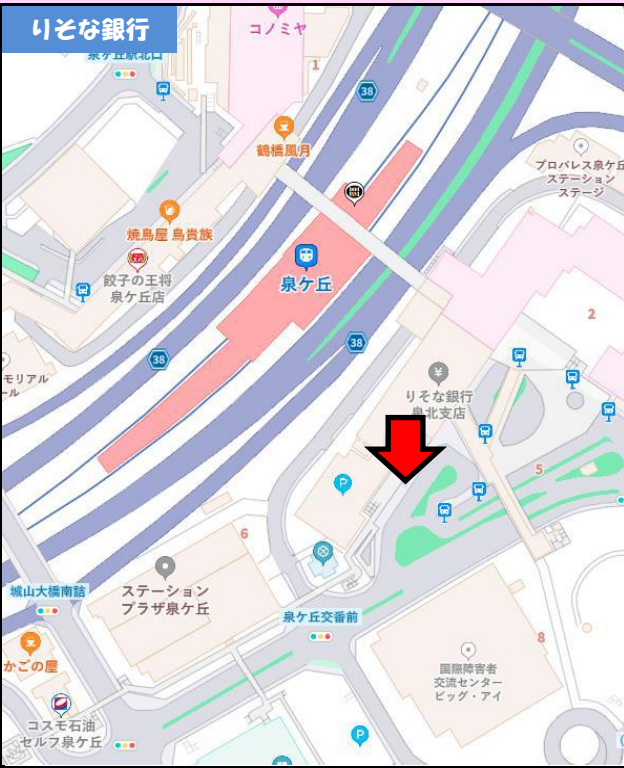 りそな銀行
コノミヤ
泉ケ丘駅北口
1
38
鶴橋風月
プロパレス泉ケ丘
ステーション
ステージ
焼鳥屋 鳥貴族
餃子の王将
泉ケ丘店
泉ケ丘
2
38
38
モリアル
ール
¥
りそな銀行
泉北支店
5
P
6
ステーション
プラザ泉ケ丘
城山大橋南詰
泉ケ丘交番前
かごの屋
8
国際障害者
交流センター
ビッグ・アイ
コスモ石油
セルフ泉ケ丘
P